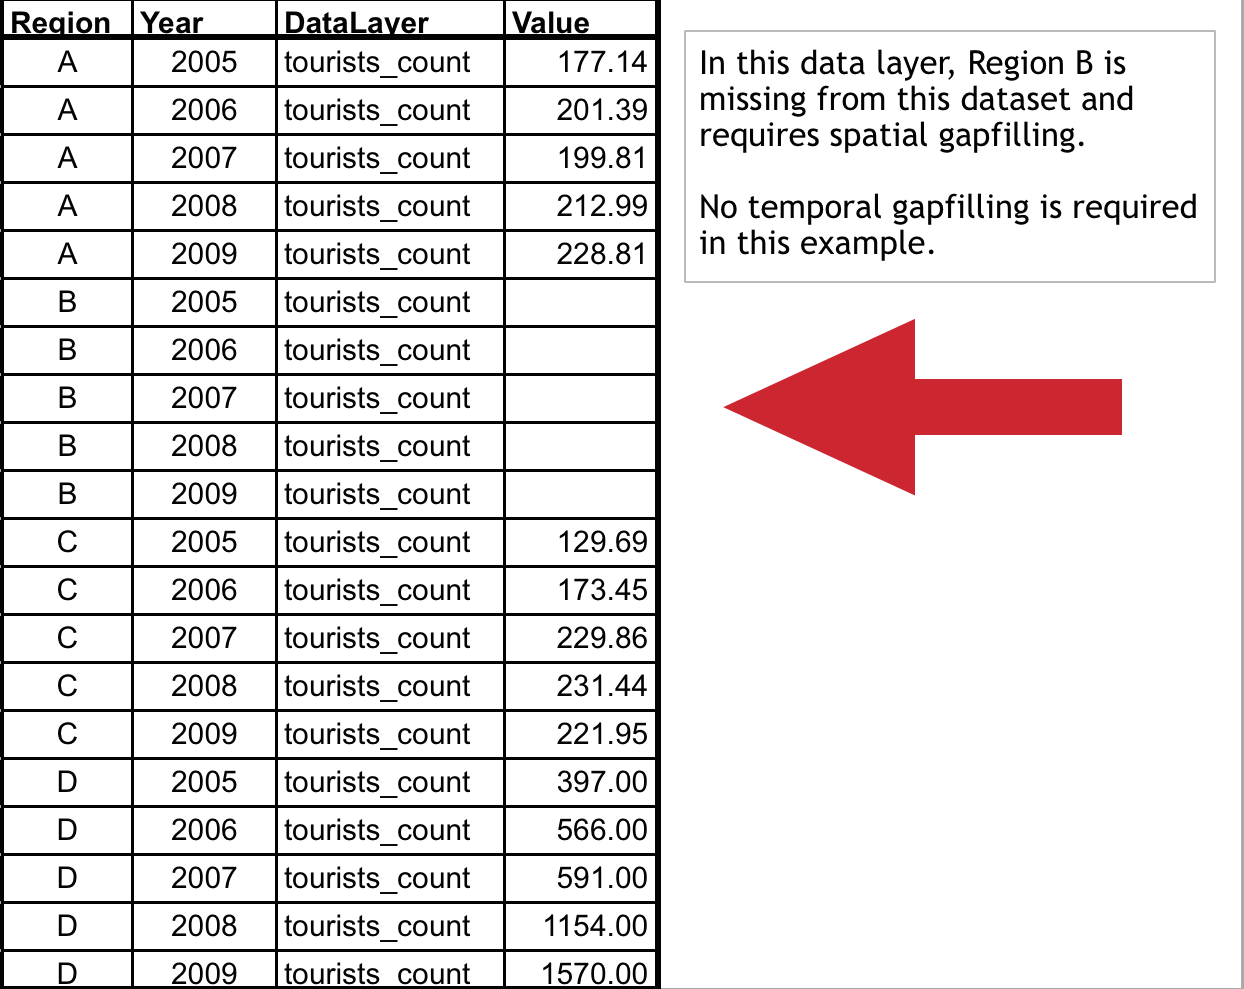 Region Year DataLayer Value
A 2005 tourists_count 177.14
A 2006 tourists_count 201.39
A 2007 tourists_count 199.81
A 2008 tourists_count 212.99
A 2009 tourists_count 228.81
B 2005 tourists_count
B 2006 tourists_count
B 2007 tourists_count
B 2008 tourists_count
B 2009 tourists_count
C 2005 tourists_count 129.69
C 2006 tourists_count 173.45
C 2007 tourists_count 229.86
C 2008 tourists_count 231.44
C 2009 tourists_count 221.95
D 2005 tourists_count 397.00
D 2006 tourists_count 566.00
D 2007 tourists_count 591.00
D 2008 tourists_count 1154.00
D 2009 tourists_count 1570.00
In this data layer, Region B is
missing from this dataset and
requires spatial gapfilling.
No temporal gapfilling is required
in this example.